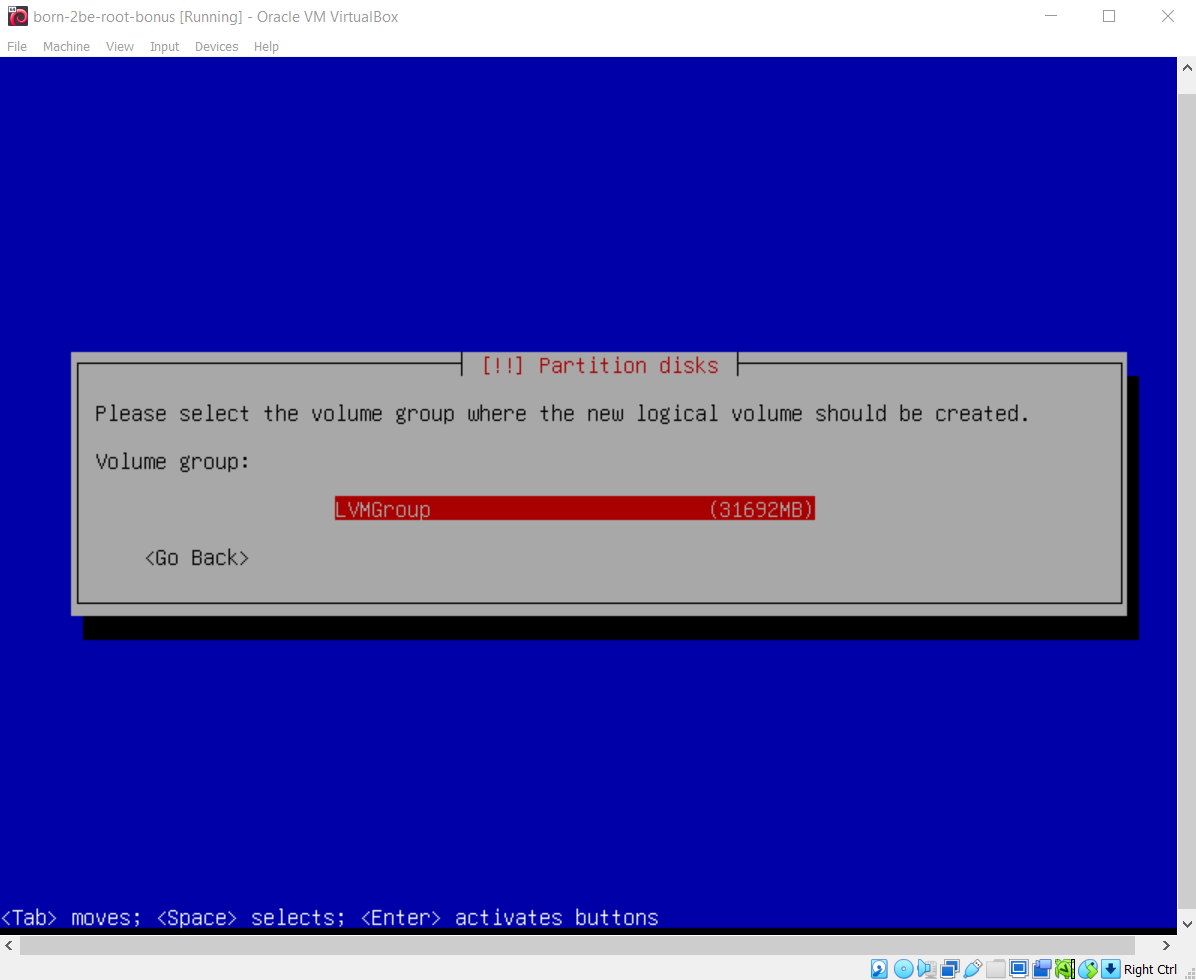 born-2be-root-bonus [Running] - Oracle VM VirtualBox
File Machine View Input Devices Help
[!!] Partition disks
Please select the volume group where the new logical volume should be created.
Volume group:
LVMGroup (31692MB)
<Go Back>
<Tab> moves; <Space> selects; <Enter> activates buttons
Right Ctrl